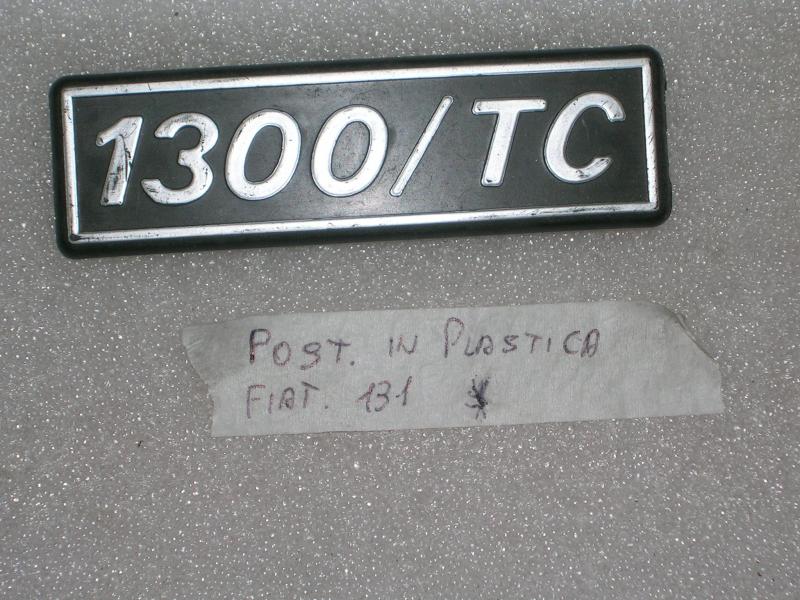 1300/TC
POST. IN PLASTICA
FIAT. 131